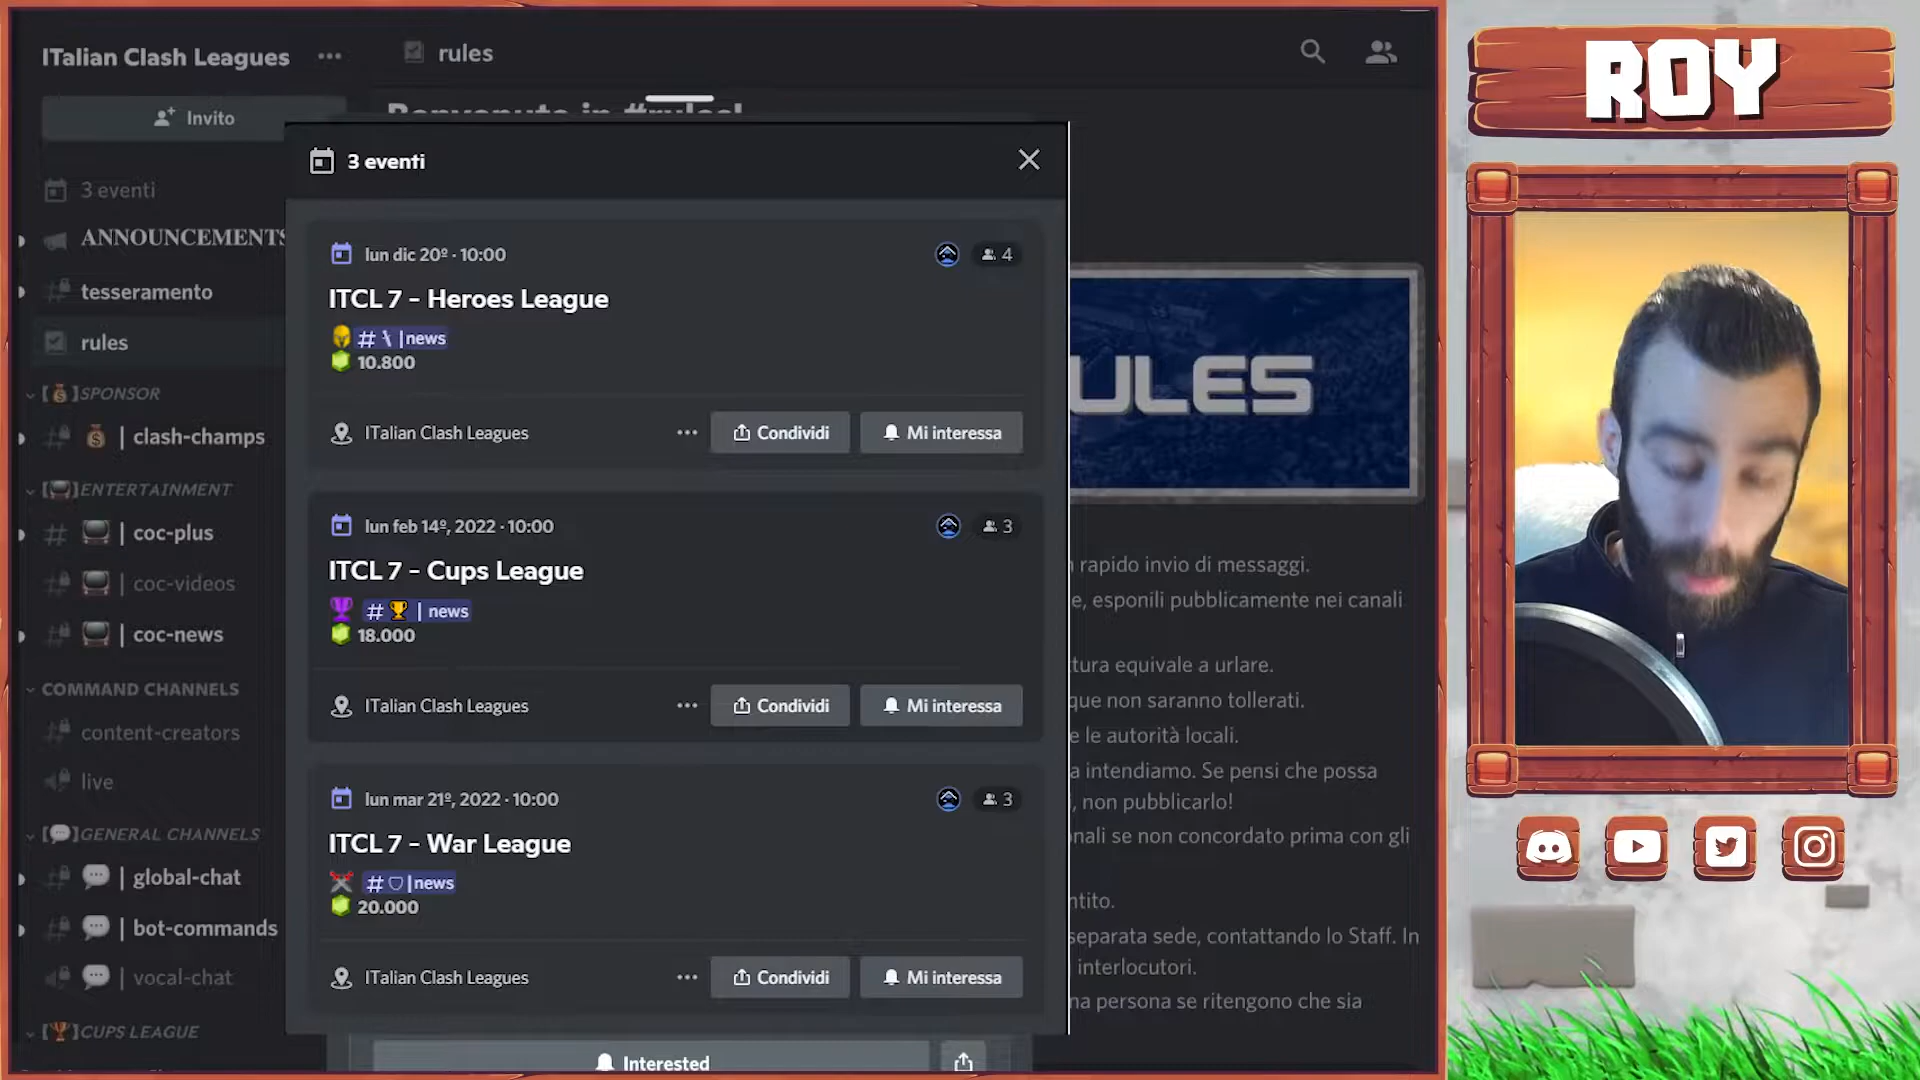 ITalian Clash Leagues
Invito
3 eventi
ANNOUNCEMENTS
tesseramento
rules
SPONSOR
| clash-champs
ENTERTAINMENT
| coc-plus
| coc-videos
| coc-news
COMMAND CHANNELS
content-creators
live
GENERAL CHANNELS
| global-chat
| bot-commands
| vocal-chat
CUPS LEAGUE
rules
Benvenuto in #rules!
3 eventi
lun dic 20º · 10:00
4
ITCL 7 - Heroes League
# |news
10.800
ITalian Clash Leagues
Condividi
Mi interessa
lun feb 14º, 2022 · 10:00
3
ITCL 7 - Cups League
# | news
18.000
ITalian Clash Leagues
Condividi
Mi interessa
lun mar 21º, 2022 · 10:00
3
ITCL 7 - War League
# |news
20.000
ITalian Clash Leagues
Condividi
Mi interessa
Interested
ULES
rapido invio di messaggi.
e, esponili pubblicamente nei canali
tura equivale a urlare.
que non saranno tollerati.
e le autorità locali.
a intendiamo. Se pensi che possa
, non pubblicarlo!
nali se non concordato prima con gli
ntito.
separata sede, contattando lo Staff. In
interlocutori.
na persona se ritengono che sia
ROY